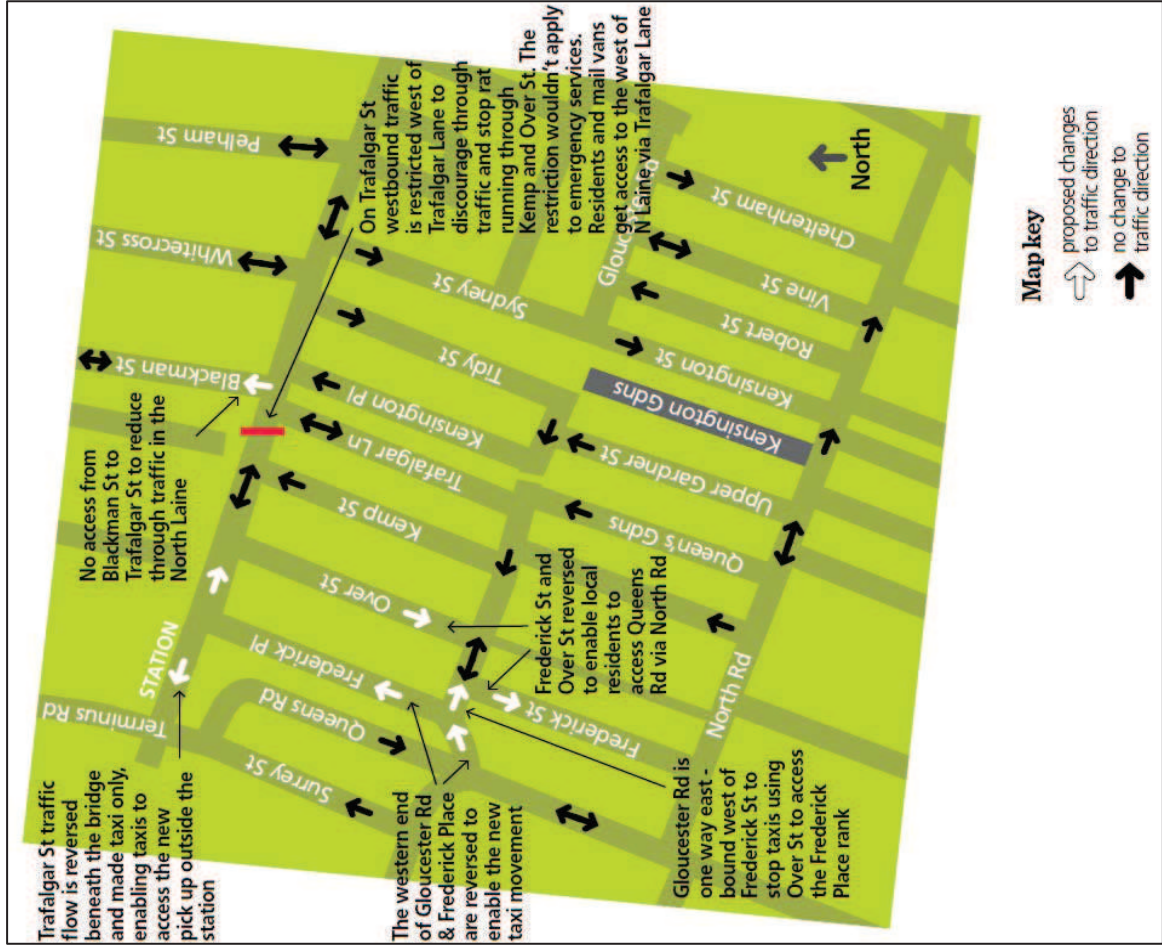 Trafalgar St traffic
flow is reversed
beneath the bridge
and made taxi only,
enabling taxis to
access the new
pick up outside the
station
No access from
Blackman St to
Trafalgar St to reduce
through traffic in the
North Laine
On Trafalgar St
westbound traffic
is restricted west of
Trafalgar Lane to
discourage through
traffic and stop rat
running through
Kemp and Over St. The
restriction wouldn't apply
to emergency services.
Residents and mail vans
get access to the west of
N Laine via Trafalgar Lane
The western end
of Gloucester Rd
& Frederick Place
are reversed to
enable the new
taxi movement
Frederick St and
Over St reversed
to enable local
residents to
access Queens
Rd via North Rd
Gloucester Rd is
one way east -
bound west of
Frederick St to
stop taxis using
Over St to access
the Frederick
Place rank
Terminus Rd
STATION
Surrey St
Queens Rd
Frederick Pl
Over St
Kemp St
Trafalgar Ln
Kensington Pl
Blackman St
Whitecross St
Pelham St
Tidy St
Sydney St
Gloucester Rd
Frederick St
Queen's Gdns
Upper Gardner St
Kensington Gdns
Kensington St
Robert St
Vine St
Cheltenham St
North Rd
North
Map key
proposed changes
to traffic direction
no change to
traffic direction